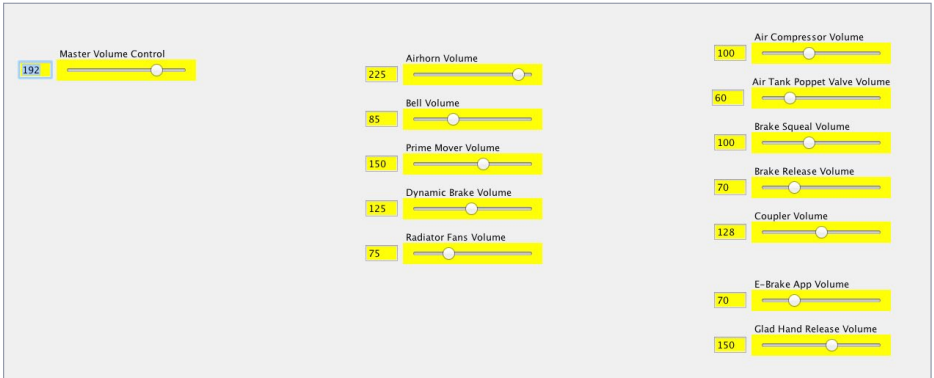 Master Volume Control
192
Airhorn Volume
225
Bell Volume
85
Prime Mover Volume
150
Dynamic Brake Volume
125
Radiator Fans Volume
75
Air Compressor Volume
100
Air Tank Poppet Valve Volume
60
Brake Squeal Volume
100
Brake Release Volume
70
Coupler Volume
128
E-Brake App Volume
70
Glad Hand Release Volume
150